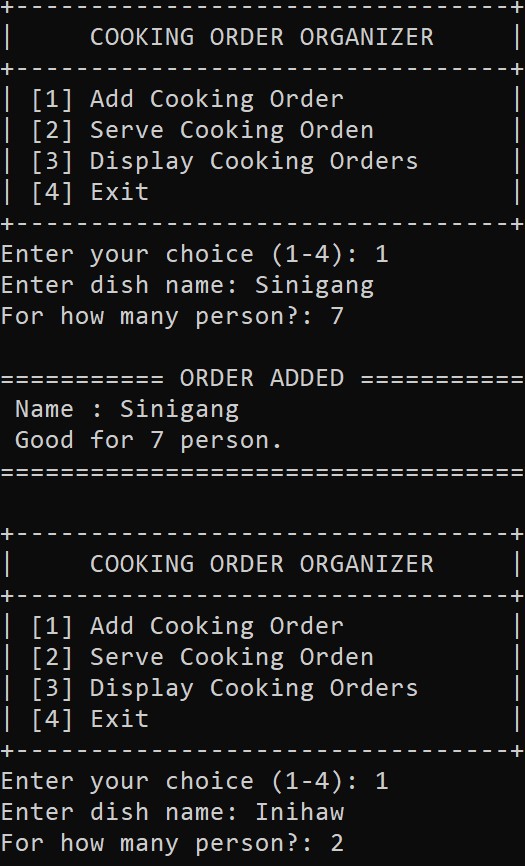 +---------------------------------+
|     COOKING ORDER ORGANIZER     |
+---------------------------------+
| [1] Add Cooking Order           |
| [2] Serve Cooking Orden         |
| [3] Display Cooking Orders      |
| [4] Exit                        |
+---------------------------------+
Enter your choice (1-4): 1
Enter dish name: Sinigang
For how many person?: 7

=========== ORDER ADDED ===========
 Name : Sinigang
 Good for 7 person.
===================================

+---------------------------------+
|     COOKING ORDER ORGANIZER     |
+---------------------------------+
| [1] Add Cooking Order           |
| [2] Serve Cooking Orden         |
| [3] Display Cooking Orders      |
| [4] Exit                        |
+---------------------------------+
Enter your choice (1-4): 1
Enter dish name: Inihaw
For how many person?: 2